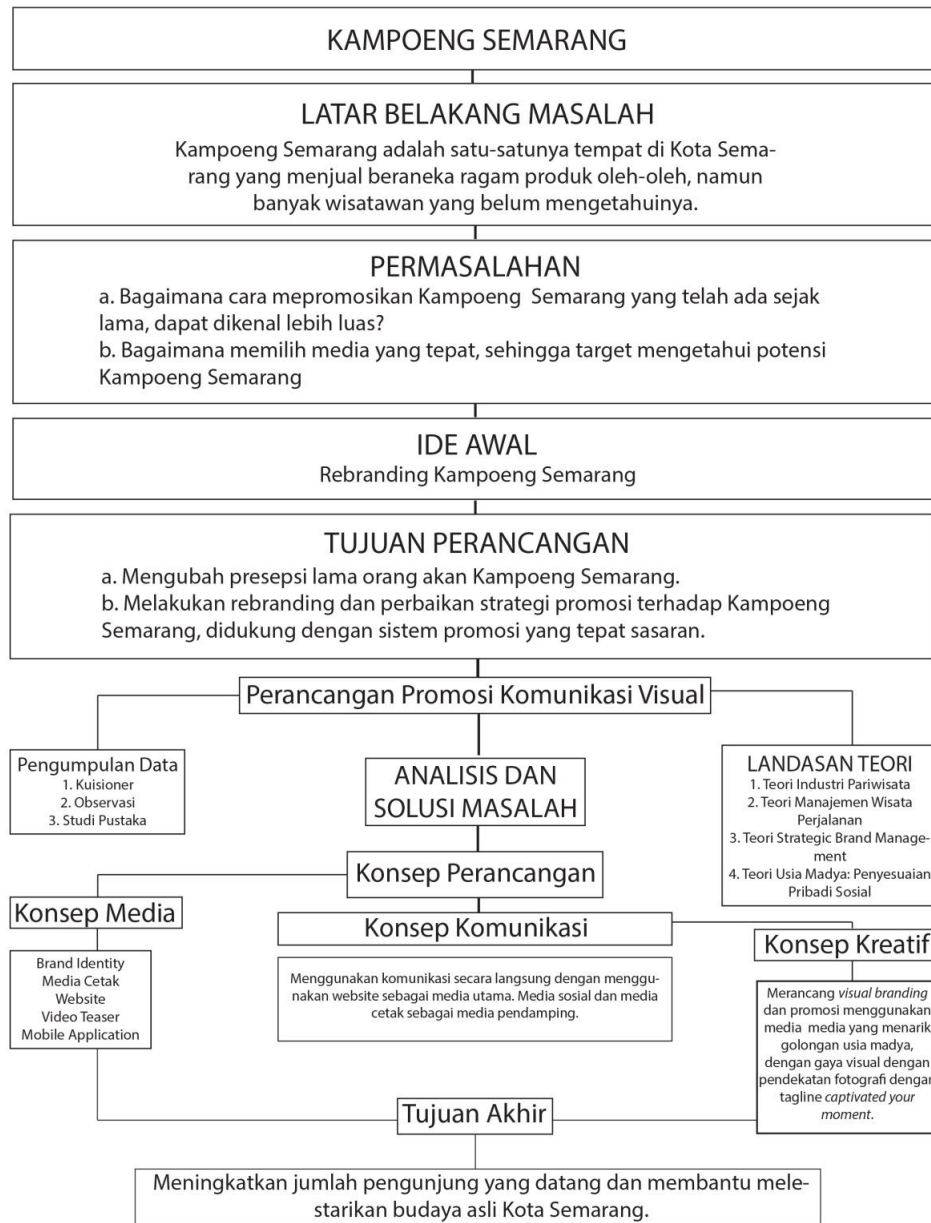 KAMPOENG SEMARANG
LATAR BELAKANG MASALAH
Kampoeng Semarang adalah satu-satunya tempat di Kota Sema-
rang yang menjual beraneka ragam produk oleh-oleh, namun
banyak wisatawan yang belum mengetahuinya.
PERMASALAHAN
a. Bagaimana cara mepromosikan Kampoeng Semarang yang telah ada sejak
lama, dapat dikenal lebih luas?
b. Bagaimana memilih media yang tepat, sehingga target mengetahui potensi
Kampoeng Semarang
IDE AWAL
Rebranding Kampoeng Semarang
TUJUAN PERANCANGAN
a. Mengubah presepsi lama orang akan Kampoeng Semarang.
b. Melakukan rebranding dan perbaikan strategi promosi terhadap Kampoeng
Semarang, didukung dengan sistem promosi yang tepat sasaran.
Perancangan Promosi Komunikasi Visual
Pengumpulan Data
1. Kuisioner
2. Observasi
3. Studi Pustaka
ANALISIS DAN
SOLUSI MASALAH
LANDASAN TEORI
1. Teori Industri Pariwisata
2. Teori Manajemen Wisata
Perjalanan
3. Teori Strategic Brand Manage-
ment
4. Teori Usia Madya: Penyesuaian
Pribadi Sosial
Konsep Perancangan
Konsep Media
Brand Identity
Media Cetak
Website
Video Teaser
Mobile Application
Konsep Komunikasi
Menggunakan komunikasi secara langsung dengan menggu-
nakan website sebagai media utama. Media sosial dan media
cetak sebagai media pendamping.
Konsep Kreatif
Merancang visual branding
dan promosi menggunakan
media media yang menarik
golongan usia madya,
dengan gaya visual dengan
pendekatan fotografi dengan
tagline captivated your
moment.
Tujuan Akhir
Meningkatkan jumlah pengunjung yang datang dan membantu mele-
starikan budaya asli Kota Semarang.